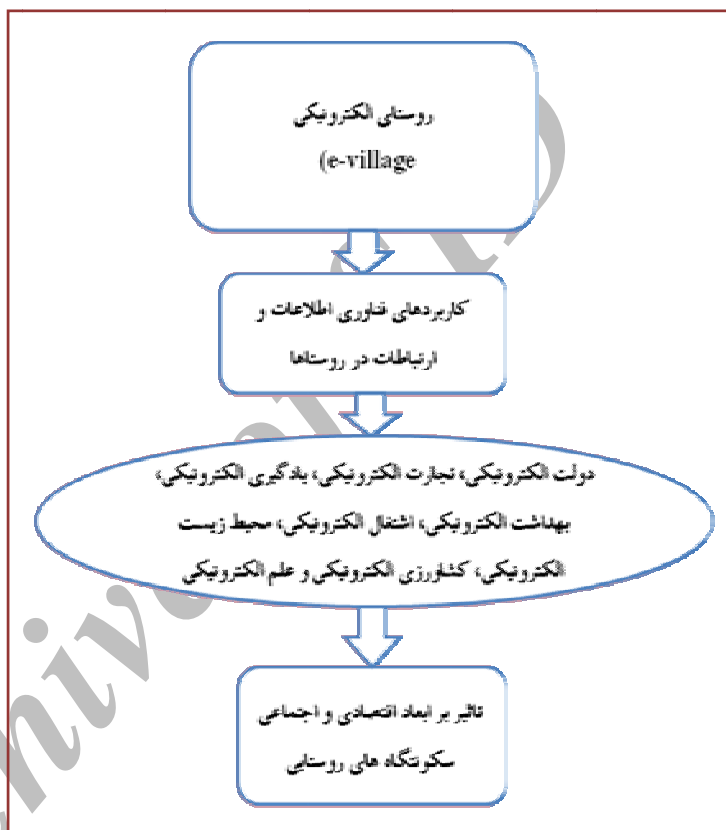 روستای الکترونیکی
(e-village
کاربردهای فناوری اطلاعات و
ارتباطات در روستاها
دولت الکترونیکی، تجارت الکترونیکی، یادگیری الکترونیکی،
بهداشت الکترونیکی، اشتغال الکترونیکی، محیط زیست
الکترونیکی، کشاورزی الکترونیکی و علم الکترونیکی
تاثیر بر ابعاد اقتصادی و اجتماعی
سکونتگاه های روستایی